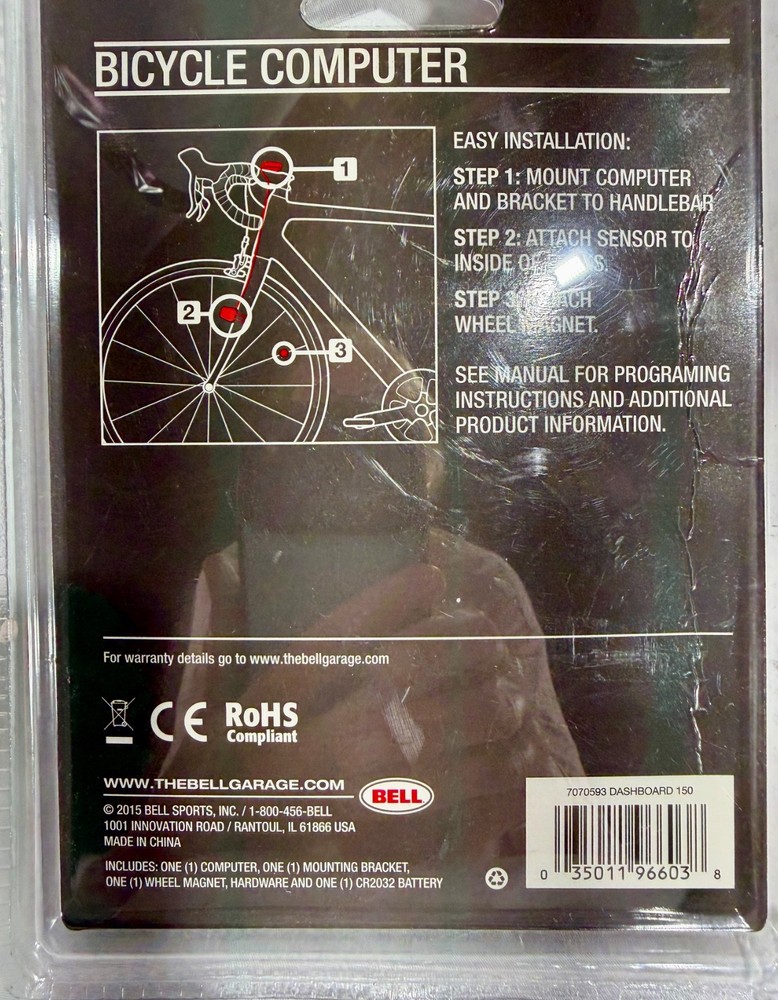 BICYCLE COMPUTER
1
2
3
EASY INSTALLATION:
STEP 1: MOUNT COMPUTER
AND BRACKET TO HANDLEBAR
STEP 2: ATTACH SENSOR TO
INSIDE OF
STEP 3:
WHEEL MAGNET.
SEE MANUAL FOR PROGRAMING
INSTRUCTIONS AND ADDITIONAL
PRODUCT INFORMATION.
For warranty details go to www.thebellgarage.com
CE RoHS
Compliant
WWW.THEBELLGARAGE.COM
BELL
© 2015 BELL SPORTS, INC. / 1-800-456-BELL
1001 INNOVATION ROAD / RANTOUL, IL 61866 USA
MADE IN CHINA
INCLUDES: ONE (1) COMPUTER, ONE (1) MOUNTING BRACKET,
ONE (1) WHEEL MAGNET, HARDWARE AND ONE (1) CR2032 BATTERY
7070593 DASHBOARD 150
0 35011 96603 8